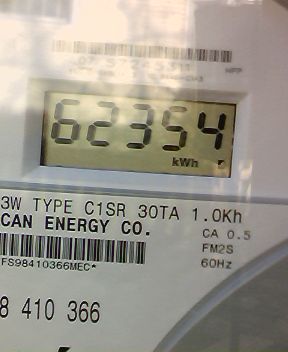 62354
kWh
3W TYPE C1SR 30TA 1.0Kh
CAN ENERGY CO.
CA 0.5
FM2S
60Hz
FS98410366MEC*
8 410 366